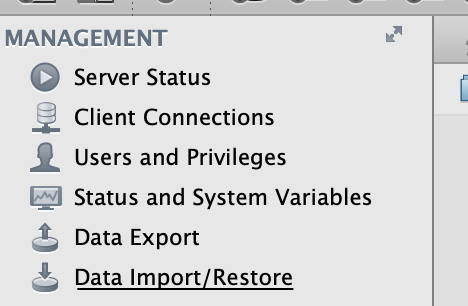 MANAGEMENT
Server Status
Client Connections
Users and Privileges
Status and System Variables
Data Export
Data Import/Restore